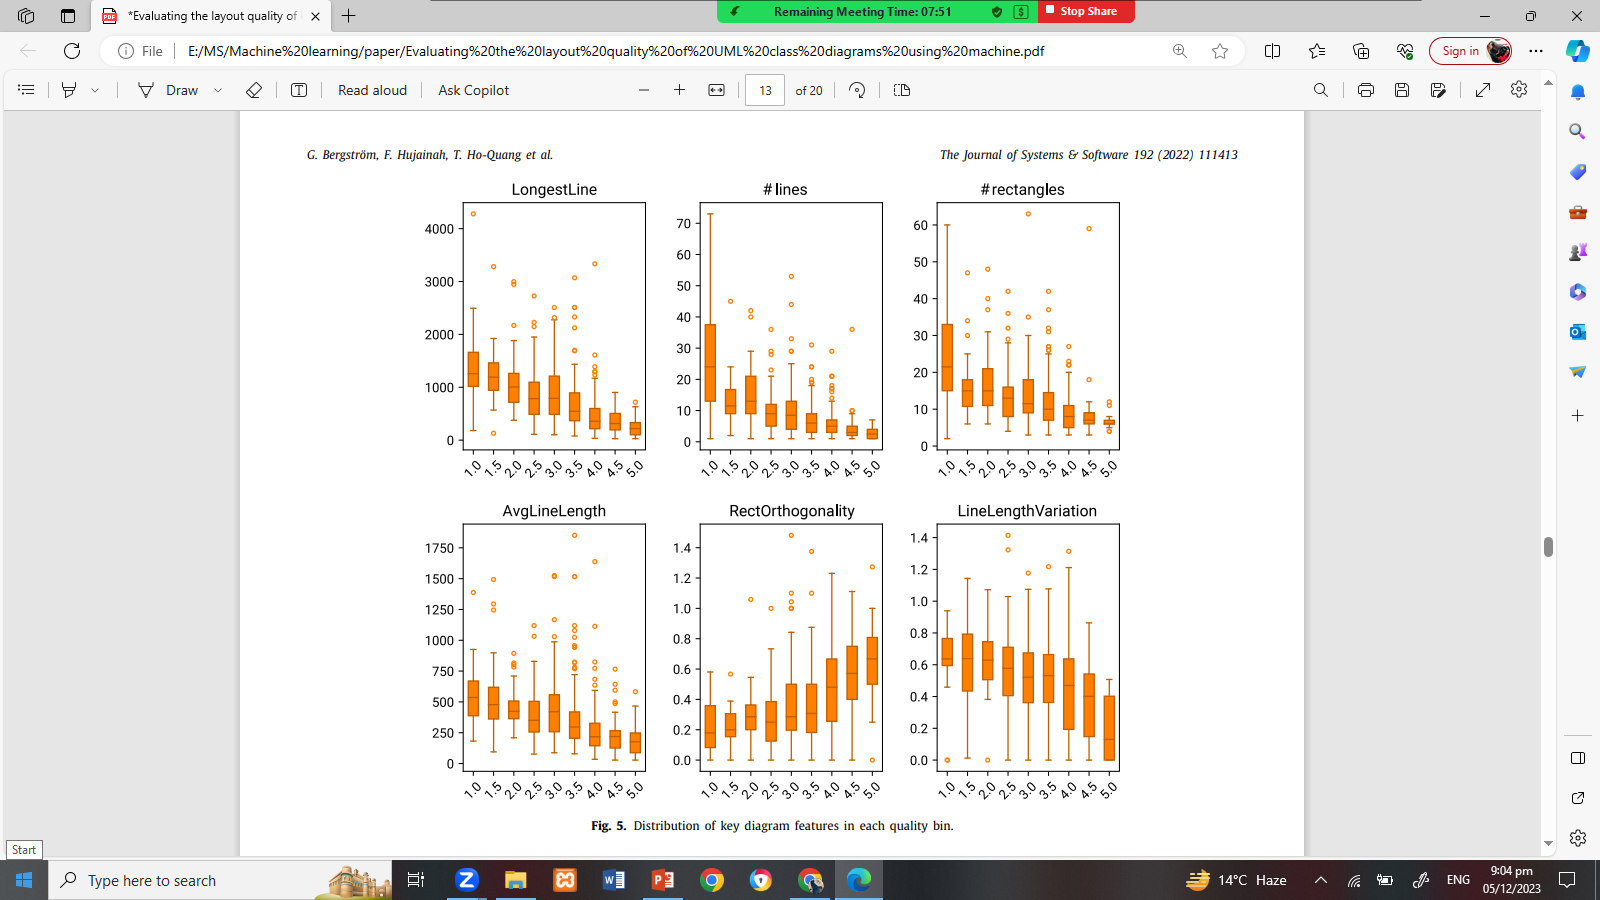 *Evaluating the layout quality of
Remaining Meeting Time: 07:51
Stop Share
File
E:/MS/Machine%20learning/paper/Evaluating%20the%20layout%20quality%20of%20UML%20class%20diagrams%20using%20machine.pdf
Sign in
Draw
Read aloud
Ask Copilot
13
of 20
G. Bergström, F. Hujainah, T. Ho-Quang et al.
The Journal of Systems & Software 192 (2022) 111413
LongestLine
4000
3000
2000
1000
0
1.0 1.5 2.0 2.5 3.0 3.5 4.0 4.5 5.0
#lines
70
60
50
40
30
20
10
0
1.0 1.5 2.0 2.5 3.0 3.5 4.0 4.5 5.0
#rectangles
60
50
40
30
20
10
0
1.0 1.5 2.0 2.5 3.0 3.5 4.0 4.5 5.0
AvgLineLength
1750
1500
1250
1000
750
500
250
0
1.0 1.5 2.0 2.5 3.0 3.5 4.0 4.5 5.0
RectOrthogonality
1.4
1.2
1.0
0.8
0.6
0.4
0.2
0.0
1.0 1.5 2.0 2.5 3.0 3.5 4.0 4.5 5.0
LineLengthVariation
1.4
1.2
1.0
0.8
0.6
0.4
0.2
0.0
1.0 1.5 2.0 2.5 3.0 3.5 4.0 4.5 5.0
Fig. 5. Distribution of key diagram features in each quality bin.
Start
Type here to search
14°C Haze
ENG
9:04 pm
05/12/2023